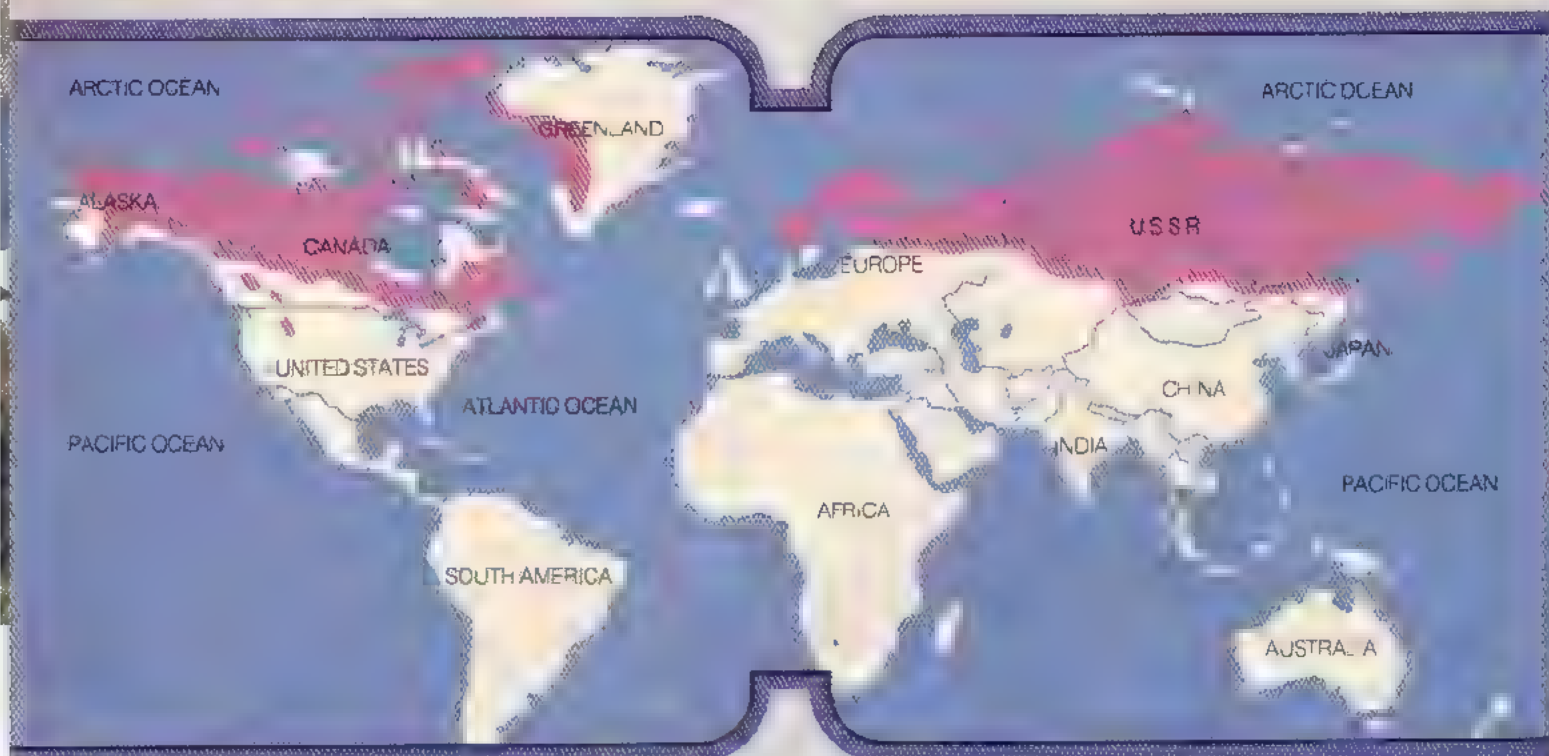 ARCTIC OCEAN
ARCTIC OCEAN
GREENLAND
ALASKA
CANADA
USSR
EUROPE
UNITED STATES
JAPAN
CHINA
ATLANTIC OCEAN
PACIFIC OCEAN
INDIA
PACIFIC OCEAN
AFRICA
SOUTH AMERICA
AUSTRALIA